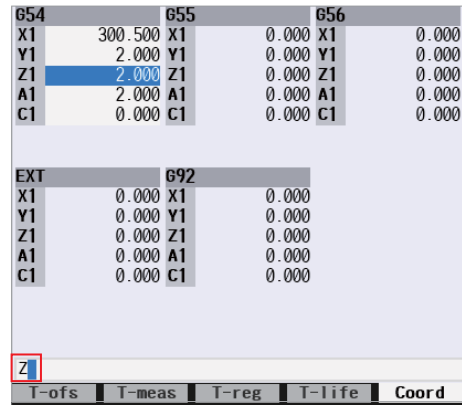 G54 G55 G56
X1 300.500 X1 0.000 X1 0.000
Y1 2.000 Y1 0.000 Y1 0.000
Z1 2.000 Z1 0.000 Z1 0.000
A1 2.000 A1 0.000 A1 0.000
C1 0.000 C1 0.000 C1 0.000
EXT G92
X1 0.000 X1 0.000
Y1 0.000 Y1 0.000
Z1 0.000 Z1 0.000
A1 0.000 A1 0.000
C1 0.000 C1 0.000
Z
T-ofs T-meas T-reg T-life Coord